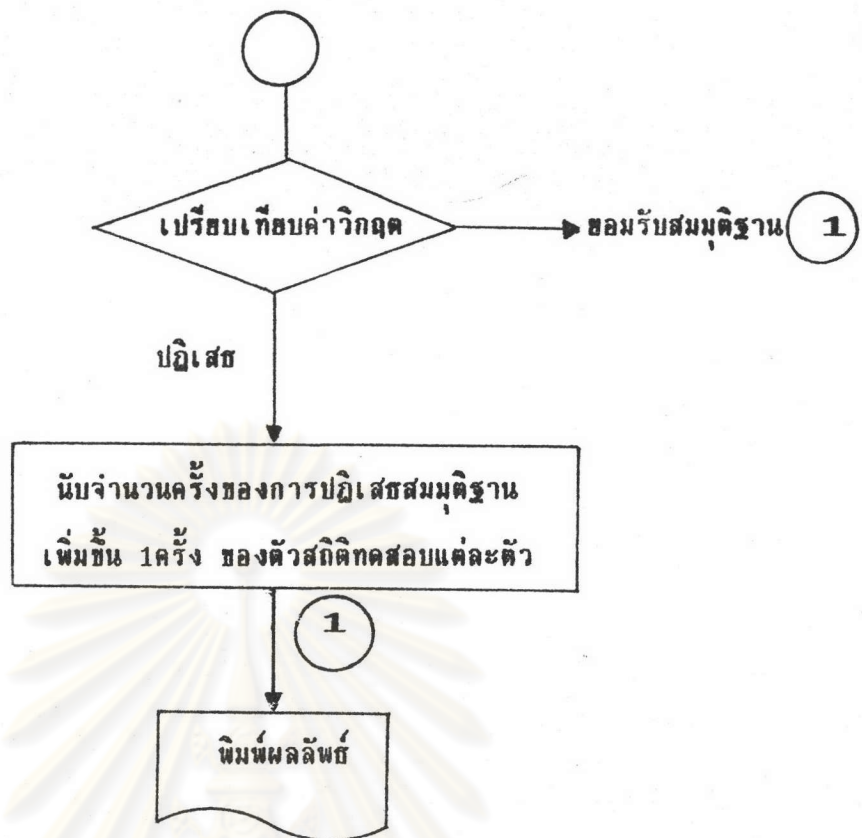 เปรียบเทียบค่าวิกฤต
ยอมรับสมมุติฐาน 1
ปฏิเสธ
นับจำนวนครั้งของการปฏิเสธสมมุติฐาน
เพิ่มขึ้น 1ครั้ง ของตัวสถิติทดสอบแต่ละตัว
1
พิมพ์ผลลัพธ์